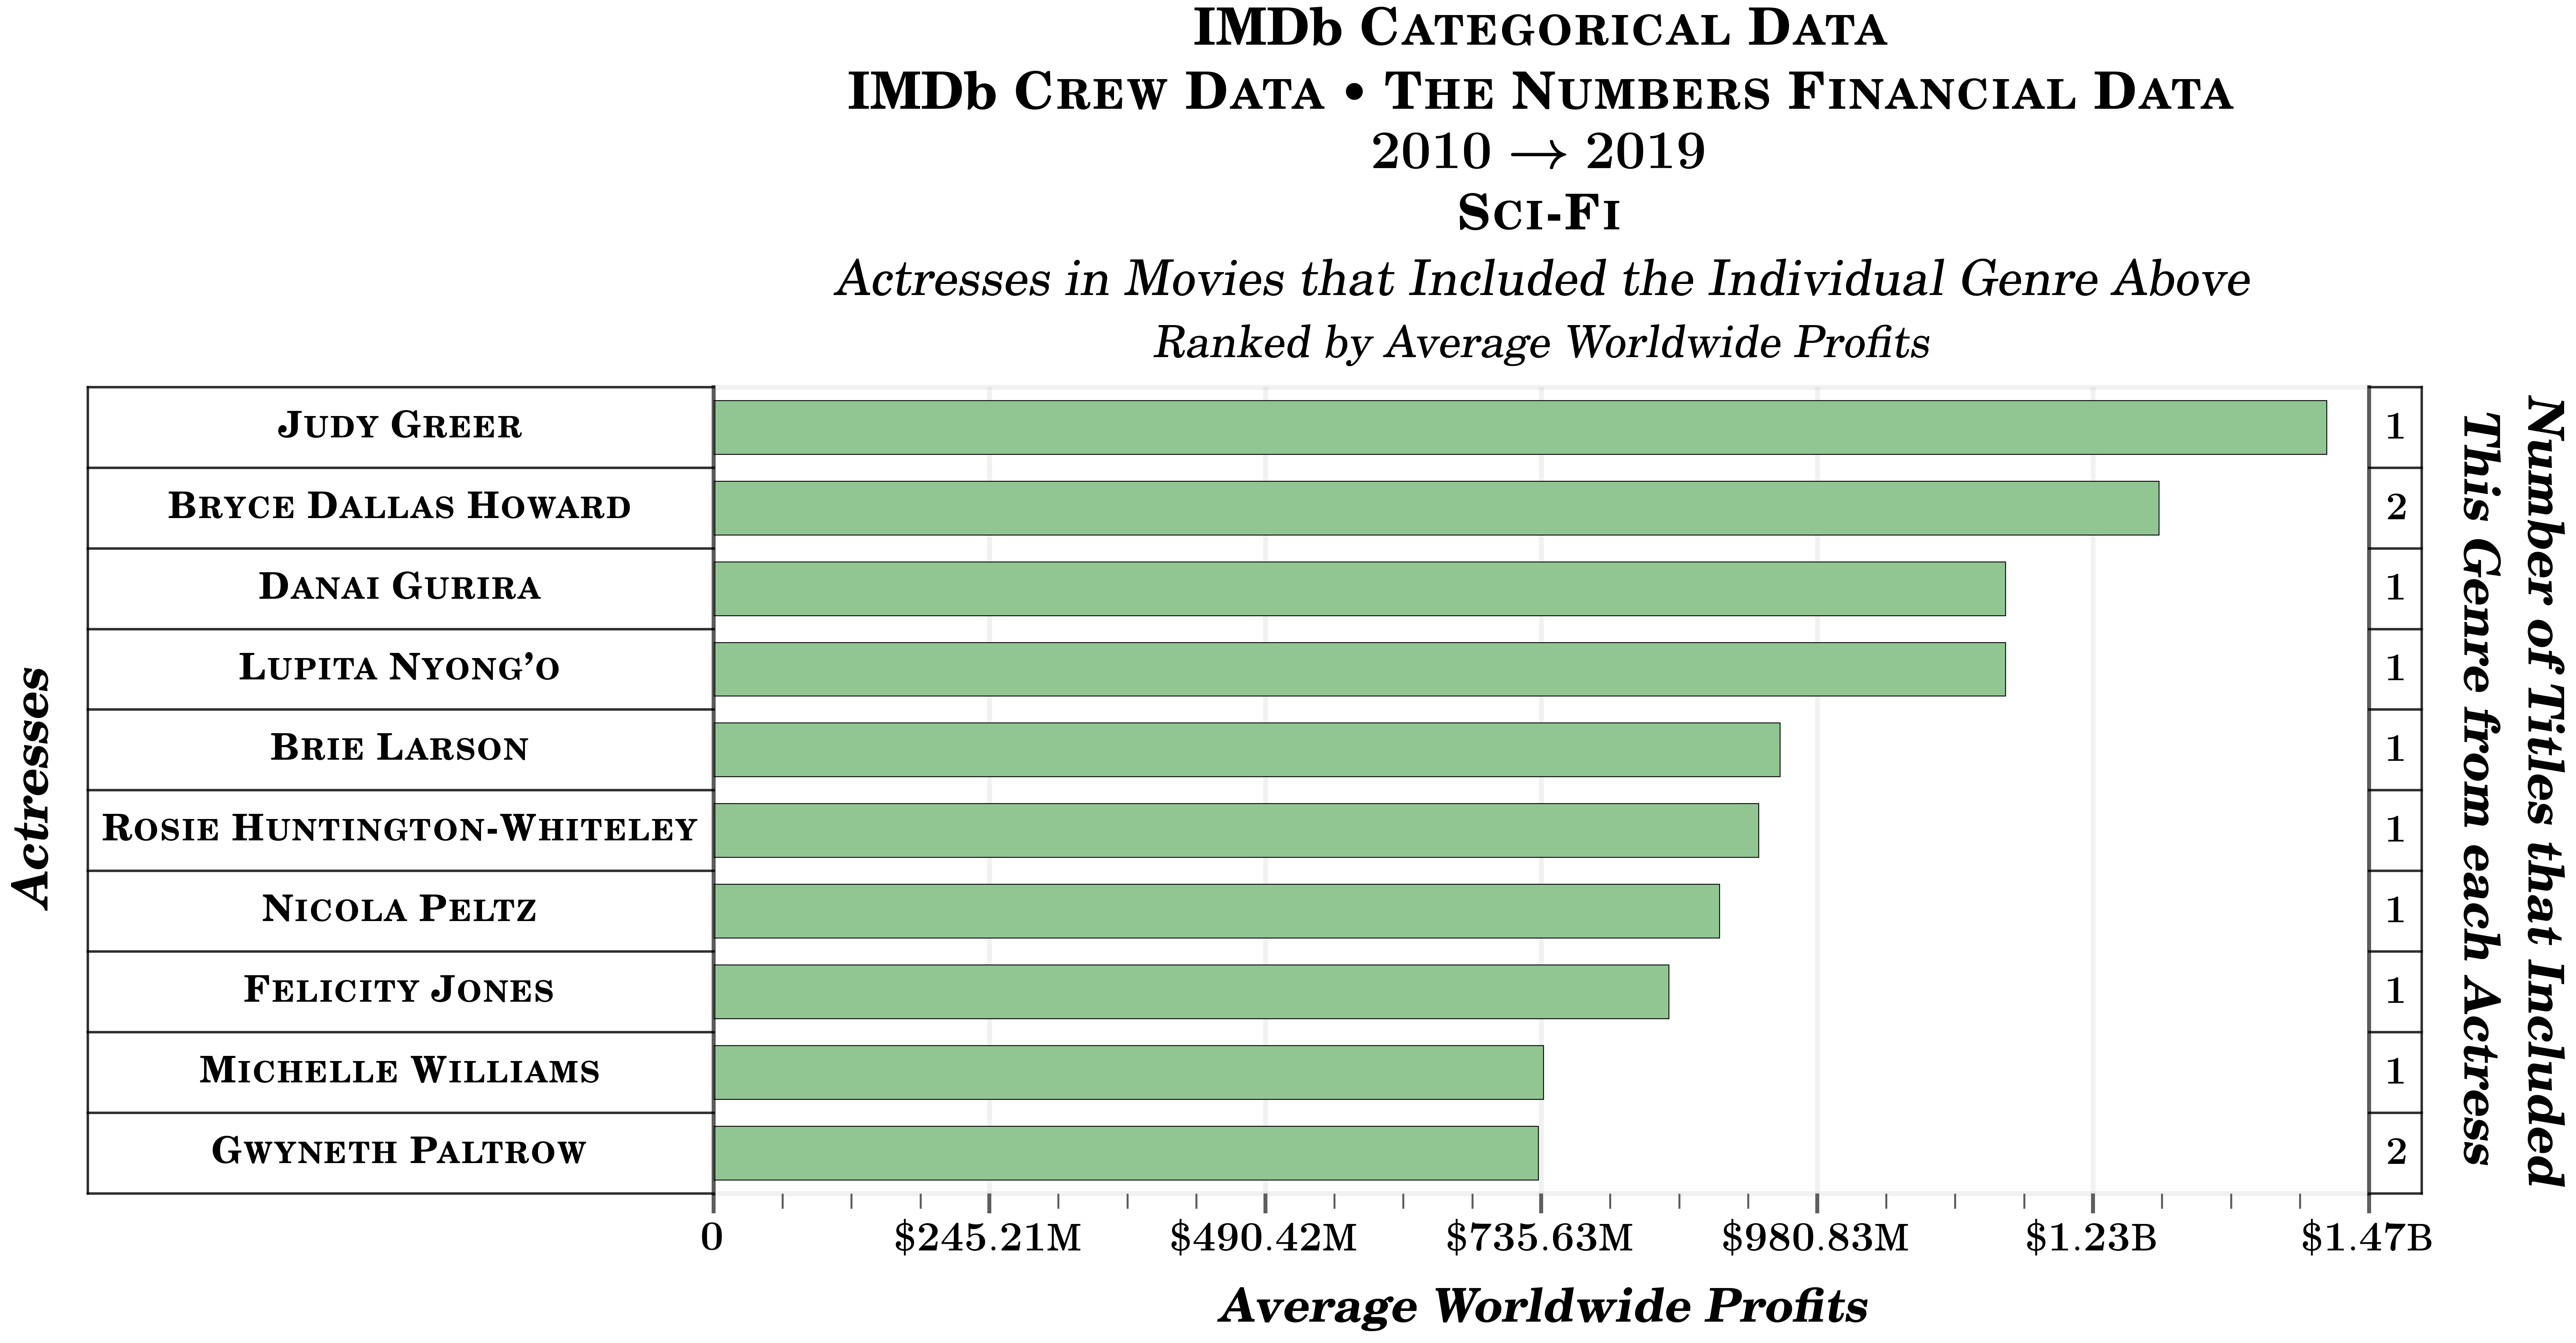 IMDb Categorical Data
IMDb Crew Data • The Numbers Financial Data
2010 → 2019
Sci-Fi
Actresses in Movies that Included the Individual Genre Above
Ranked by Average Worldwide Profits
Actresses
Judy Greer 1
Bryce Dallas Howard 2
Danai Gurira 1
Lupita Nyong’o 1
Brie Larson 1
Rosie Huntington-Whiteley 1
Nicola Peltz 1
Felicity Jones 1
Michelle Williams 1
Gwyneth Paltrow 2
Number of Titles that Included
This Genre from each Actress
0 $245.21M $490.42M $735.63M $980.83M $1.23B $1.47B
Average Worldwide Profits